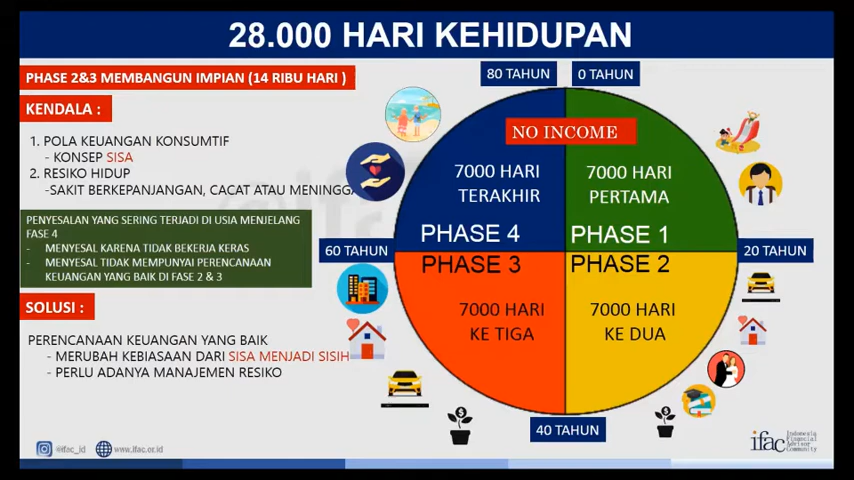 28.000 HARI KEHIDUPAN
PHASE 2&3 MEMBANGUN IMPIAN (14 RIBU HARI )
KENDALA :
1. POLA KEUANGAN KONSUMTIF
- KONSEP SISA
2. RESIKO HIDUP
-SAKIT BERKEPANJANGAN, CACAT ATAU MENINGGA
PENYESALAN YANG SERING TERJADI DI USIA MENJELANG
FASE 4
- MENYESAL KARENA TIDAK BEKERJA KERAS
- MENYESAL TIDAK MEMPUNYAI PERENCANAAN
KEUANGAN YANG BAIK DI FASE 2 & 3
SOLUSI :
PERENCANAAN KEUANGAN YANG BAIK
- MERUBAH KEBIASAAN DARI SISA MENJADI SISIH
- PERLU ADANYA MANAJEMEN RESIKO
80 TAHUN
0 TAHUN
NO INCOME
7000 HARI
TERAKHIR
PHASE 4
7000 HARI
PERTAMA
PHASE 1
60 TAHUN
20 TAHUN
PHASE 3
7000 HARI
KE TIGA
PHASE 2
7000 HARI
KE DUA
40 TAHUN
@ifac_id
www.ifac.or.id
ifac
Indonesia
Financial
Advisor
Community